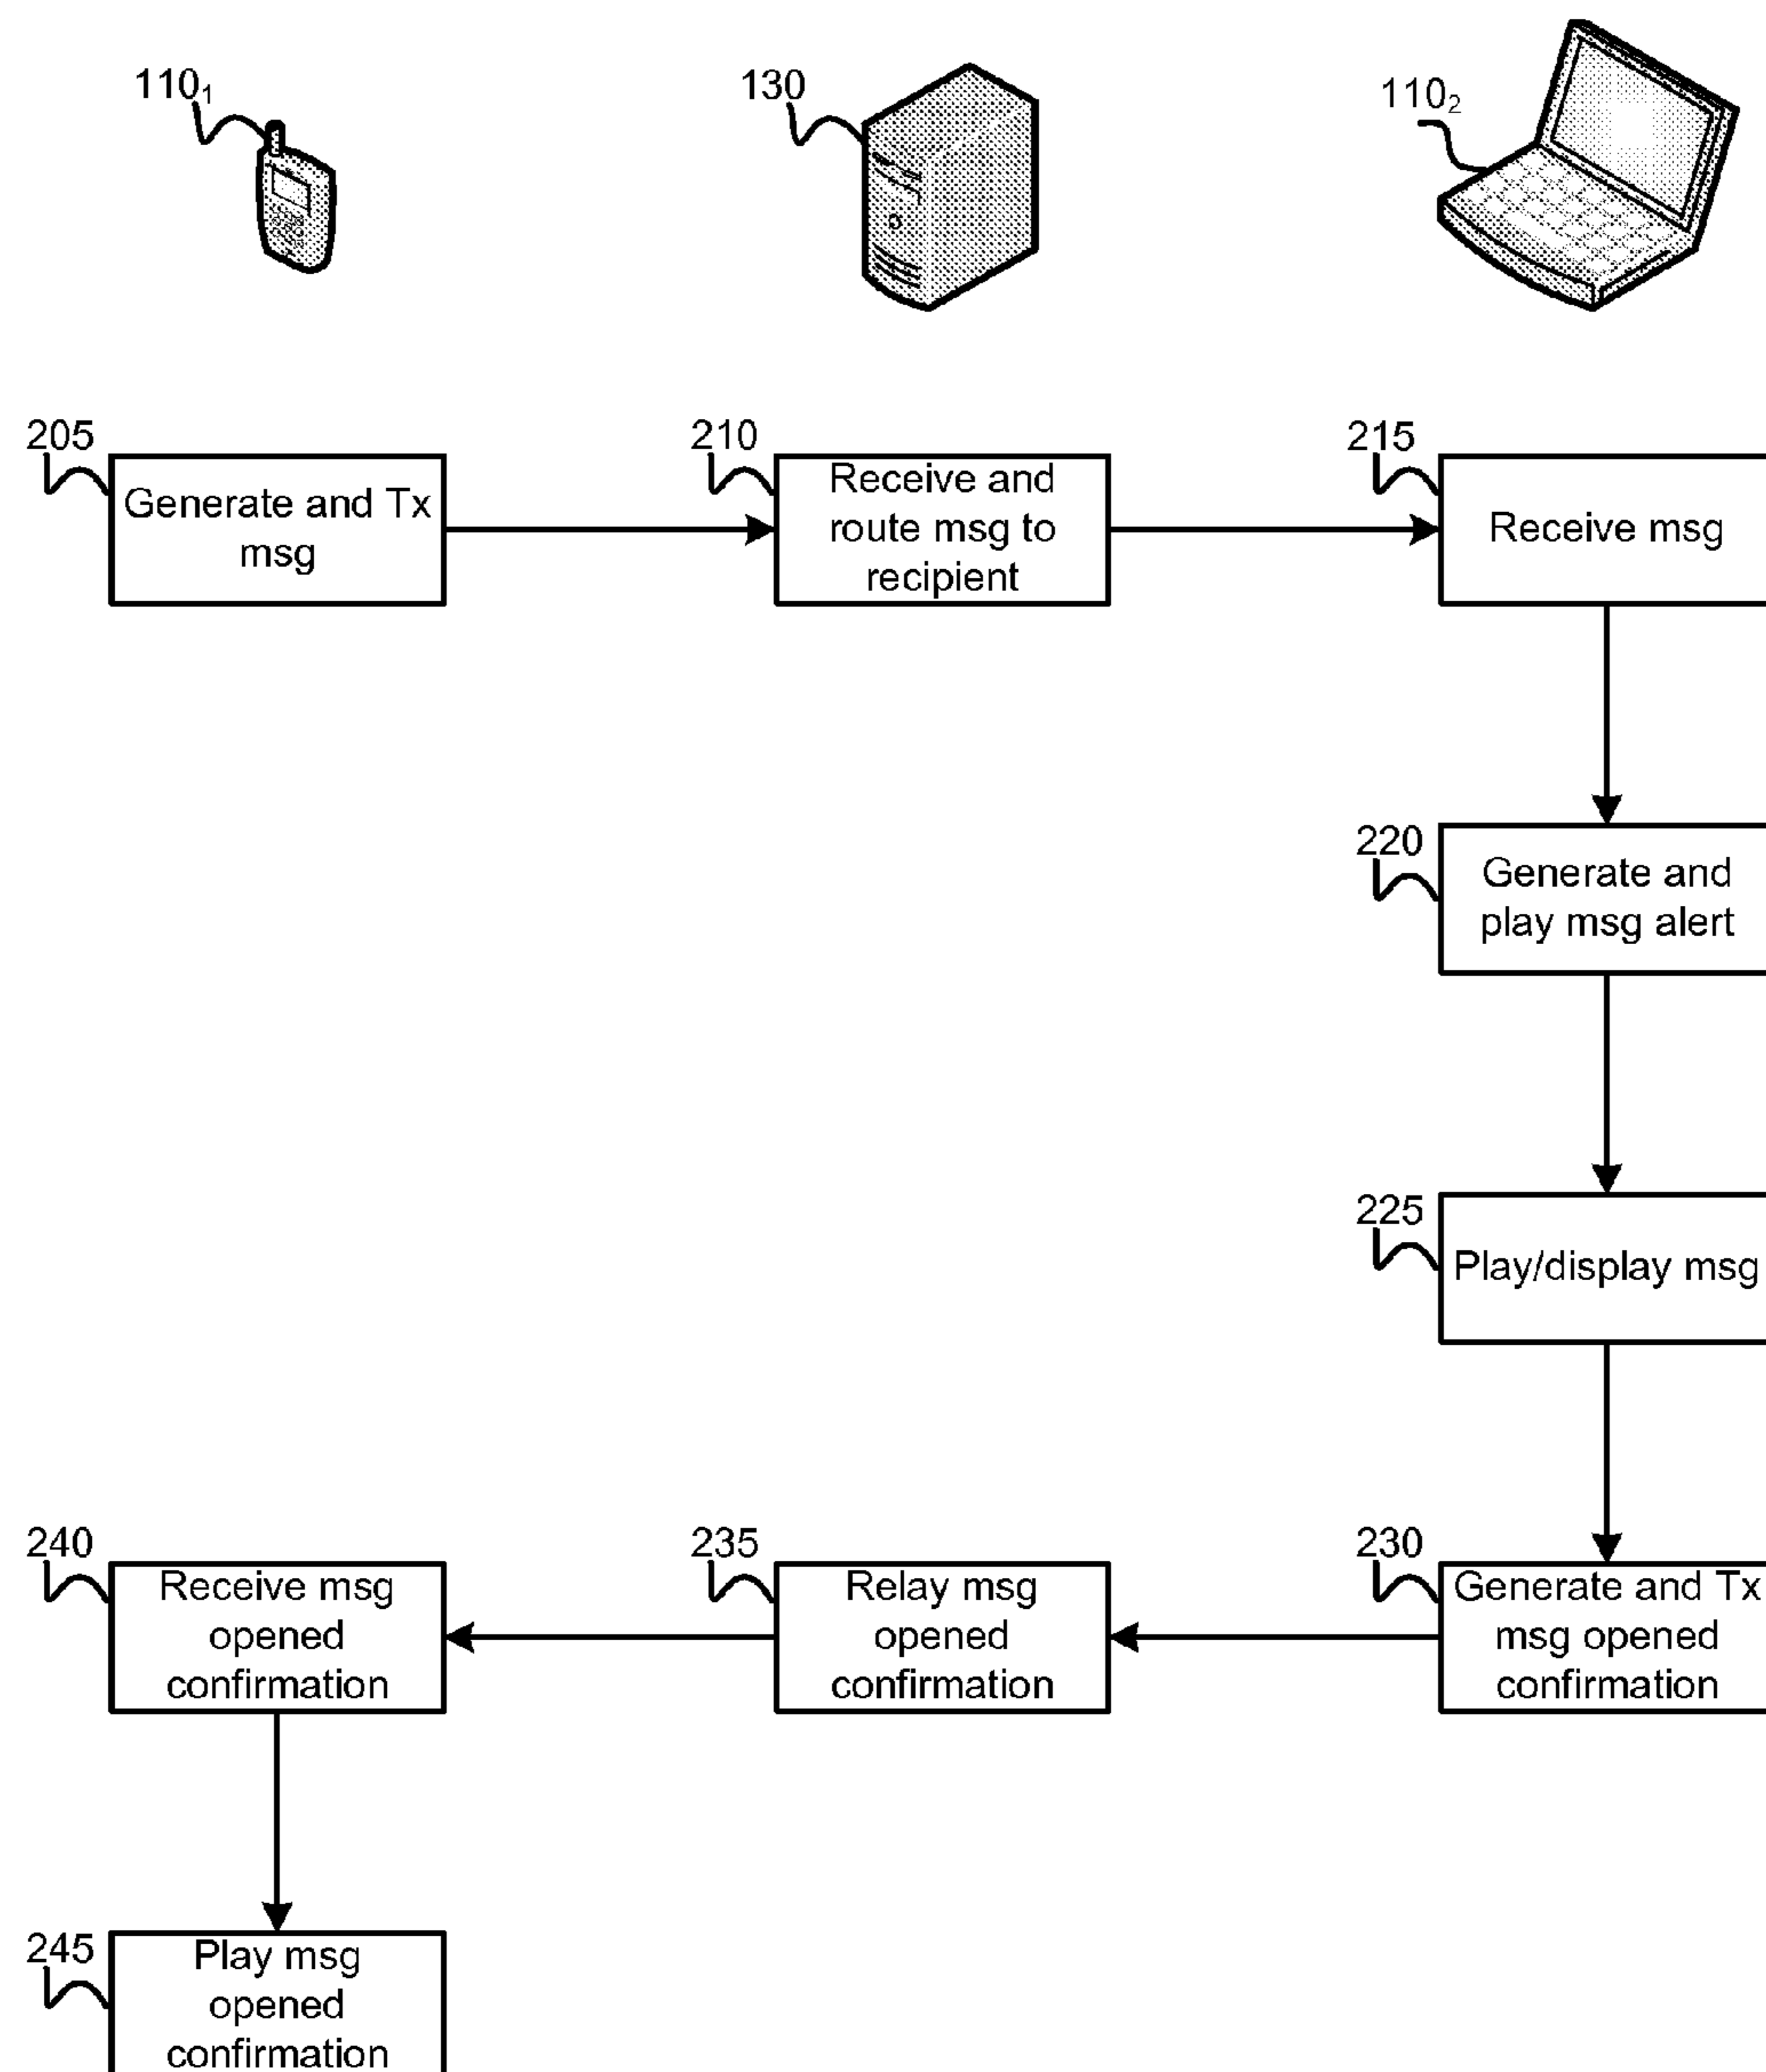 110₁
130
110₂
205
Generate and Tx
msg
210
Receive and
route msg to
recipient
215
Receive msg
220
Generate and
play msg alert
225
Play/display msg
230
Generate and Tx
msg opened
confirmation
235
Relay msg
opened
confirmation
240
Receive msg
opened
confirmation
245
Play msg
opened
confirmation